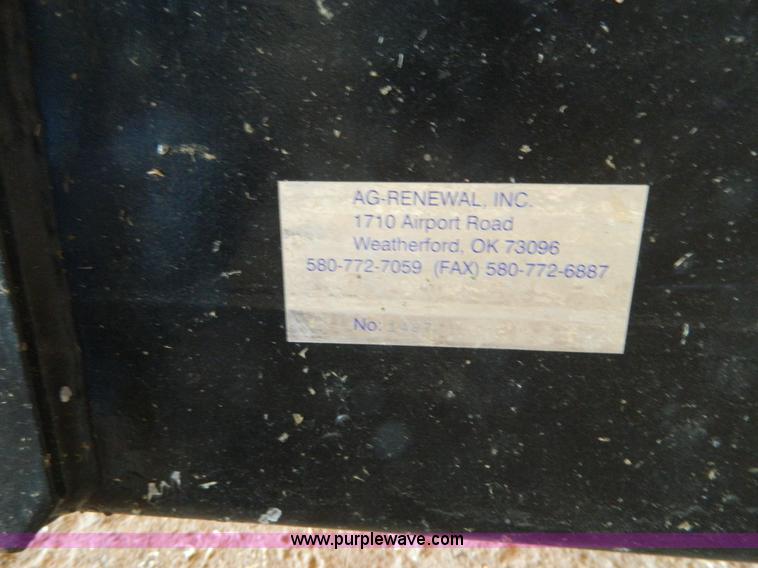 AG-RENEWAL, INC.
1710 Airport Road
Weatherford, OK 73096
580-772-7059 (FAX) 580-772-6887
No:
www.purplewave.com